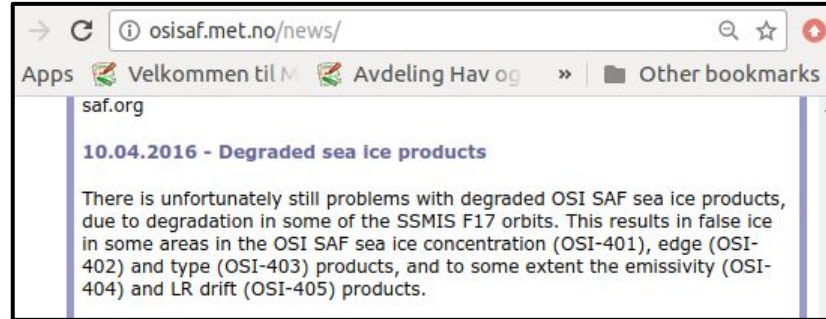 osisaf.met.no/news/
Apps Velkommen til M Avdeling Hav og » Other bookmarks
saf.org
10.04.2016 - Degraded sea ice products
There is unfortunately still problems with degraded OSI SAF sea ice products,
due to degradation in some of the SSMIS F17 orbits. This results in false ice
in some areas in the OSI SAF sea ice concentration (OSI-401), edge (OSI-
402) and type (OSI-403) products, and to some extent the emissivity (OSI-
404) and LR drift (OSI-405) products.